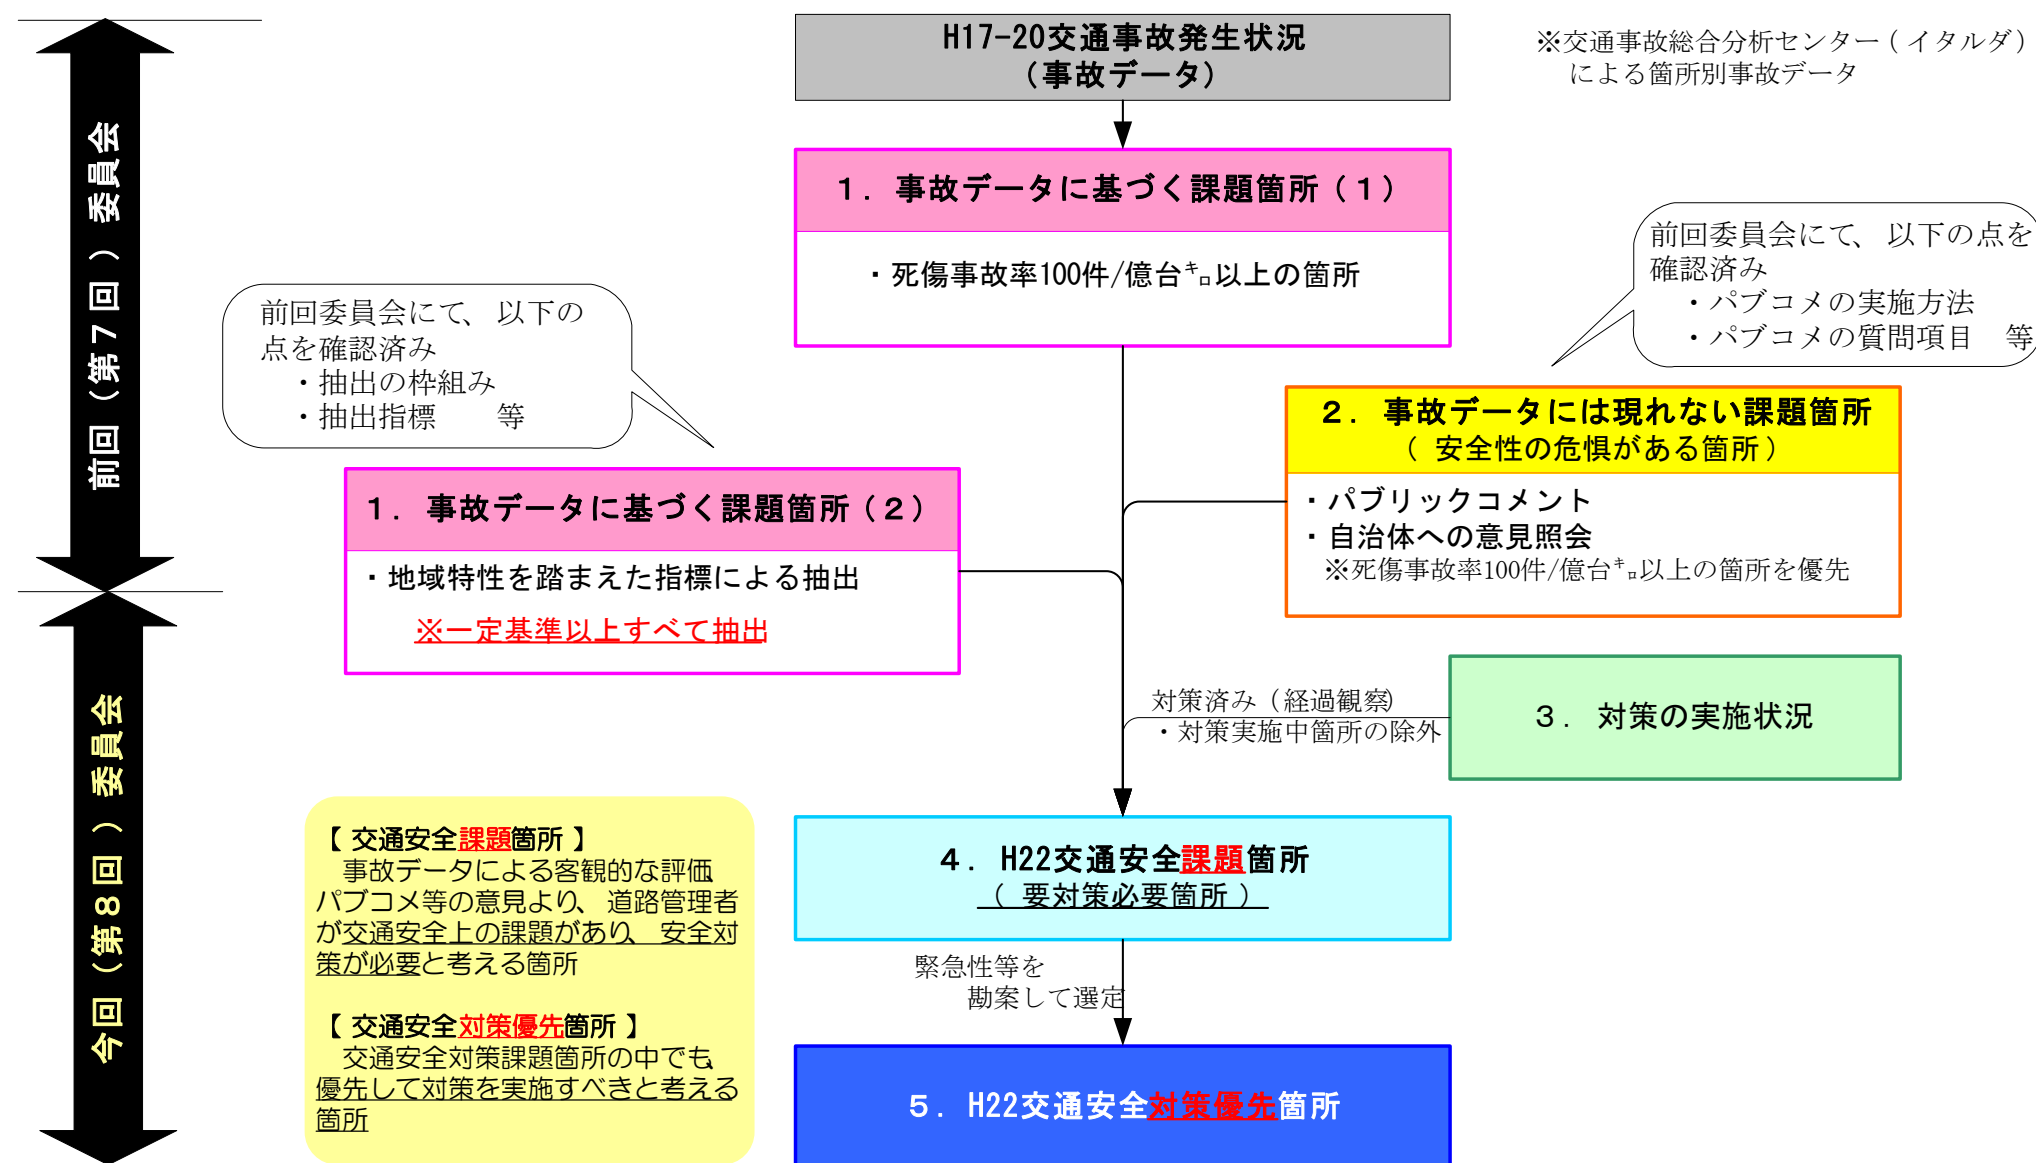 H17-20交通事故発生状況
（事故データ）
※交通事故総合分析センター（イタルダ）
による箇所別事故データ
前回（第７回）委員会
１．事故データに基づく課題箇所（１）
・死傷事故率100件/億台㌔以上の箇所
前回委員会にて、以下の点を
確認済み
・パブコメの実施方法
・パブコメの質問項目　等
前回委員会にて、以下の
点を確認済み
・抽出の枠組み
・抽出指標　　等
２．事故データには現れない課題箇所
（安全性の危惧がある箇所）
・パブリックコメント
・自治体への意見照会
※死傷事故率100件/億台㌔以上の箇所を優先
１．事故データに基づく課題箇所（２）
・地域特性を踏まえた指標による抽出
※一定基準以上すべて抽出
今回（第８回）委員会
対策済み（経過観察）
・対策実施中箇所の除外
３．対策の実施状況
【交通安全課題箇所】
事故データによる客観的な評価、
パブコメ等の意見より、道路管理者
が交通安全上の課題があり、安全対
策が必要と考える箇所
【交通安全対策優先箇所】
交通安全対策課題箇所の中でも、
優先して対策を実施すべきと考える
箇所
４．H22交通安全課題箇所
（要対策必要箇所）
緊急性等を
勘案して選定
５．H22交通安全対策優先箇所